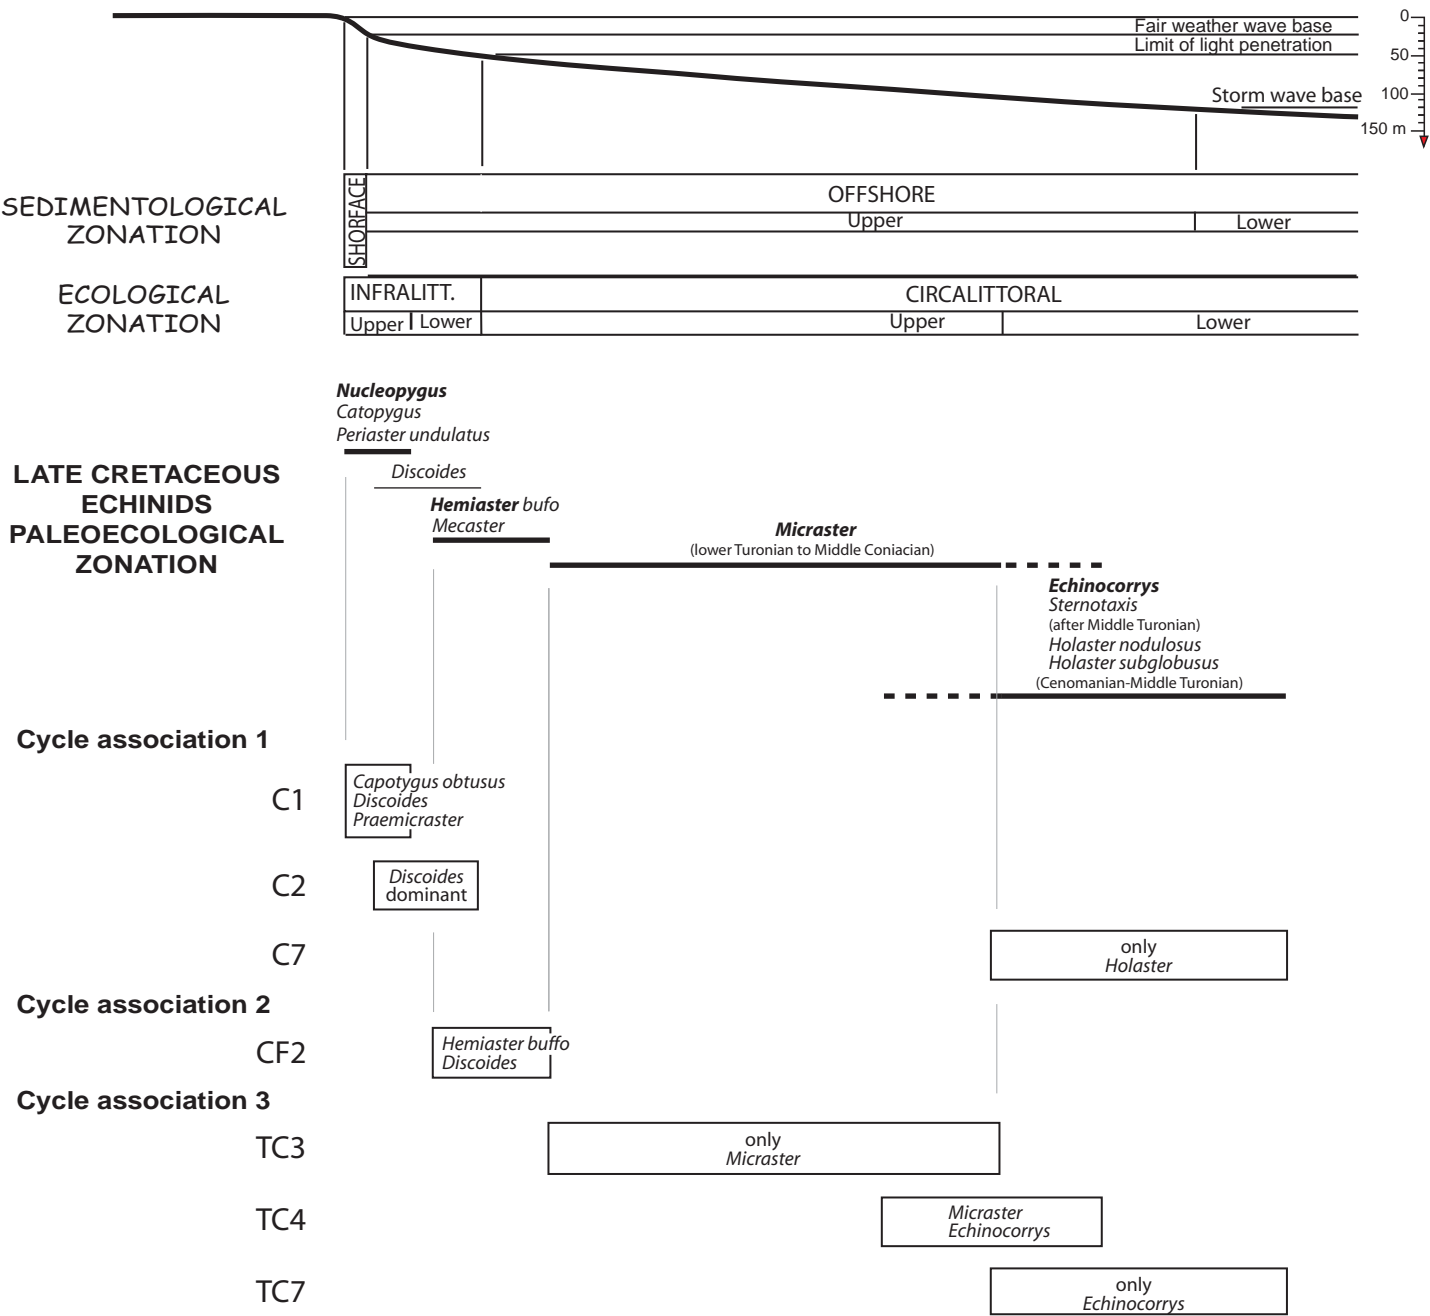 0
Fair weather wave base
Limit of light penetration
50
Storm wave base
100
150 m
SEDIMENTOLOGICAL
ZONATION
SHORFACE
OFFSHORE
Upper
Lower
ECOLOGICAL
ZONATION
INFRALITT.
CIRCALITTORAL
Upper
Lower
Upper
Lower
LATE CRETACEOUS
ECHINIDS
PALEOECOLOGICAL
ZONATION
Nucleopygus
Catopygus
Periaster undulatus
Discoides
Hemiaster bufo
Mecaster
Micraster
(lower Turonian to Middle Coniacian)
Echinocorrys
Sternotaxis
(after Middle Turonian)
Holaster nodulosus
Holaster subglobusus
(Cenomanian-Middle Turonian)
Cycle association 1
C1
Capotygus obtusus
Discoides
Praemicraster
C2
Discoides
dominant
C7
only
Holaster
Cycle association 2
CF2
Hemiaster buffo
Discoides
Cycle association 3
TC3
only
Micraster
TC4
Micraster
Echinocorrys
TC7
only
Echinocorrys